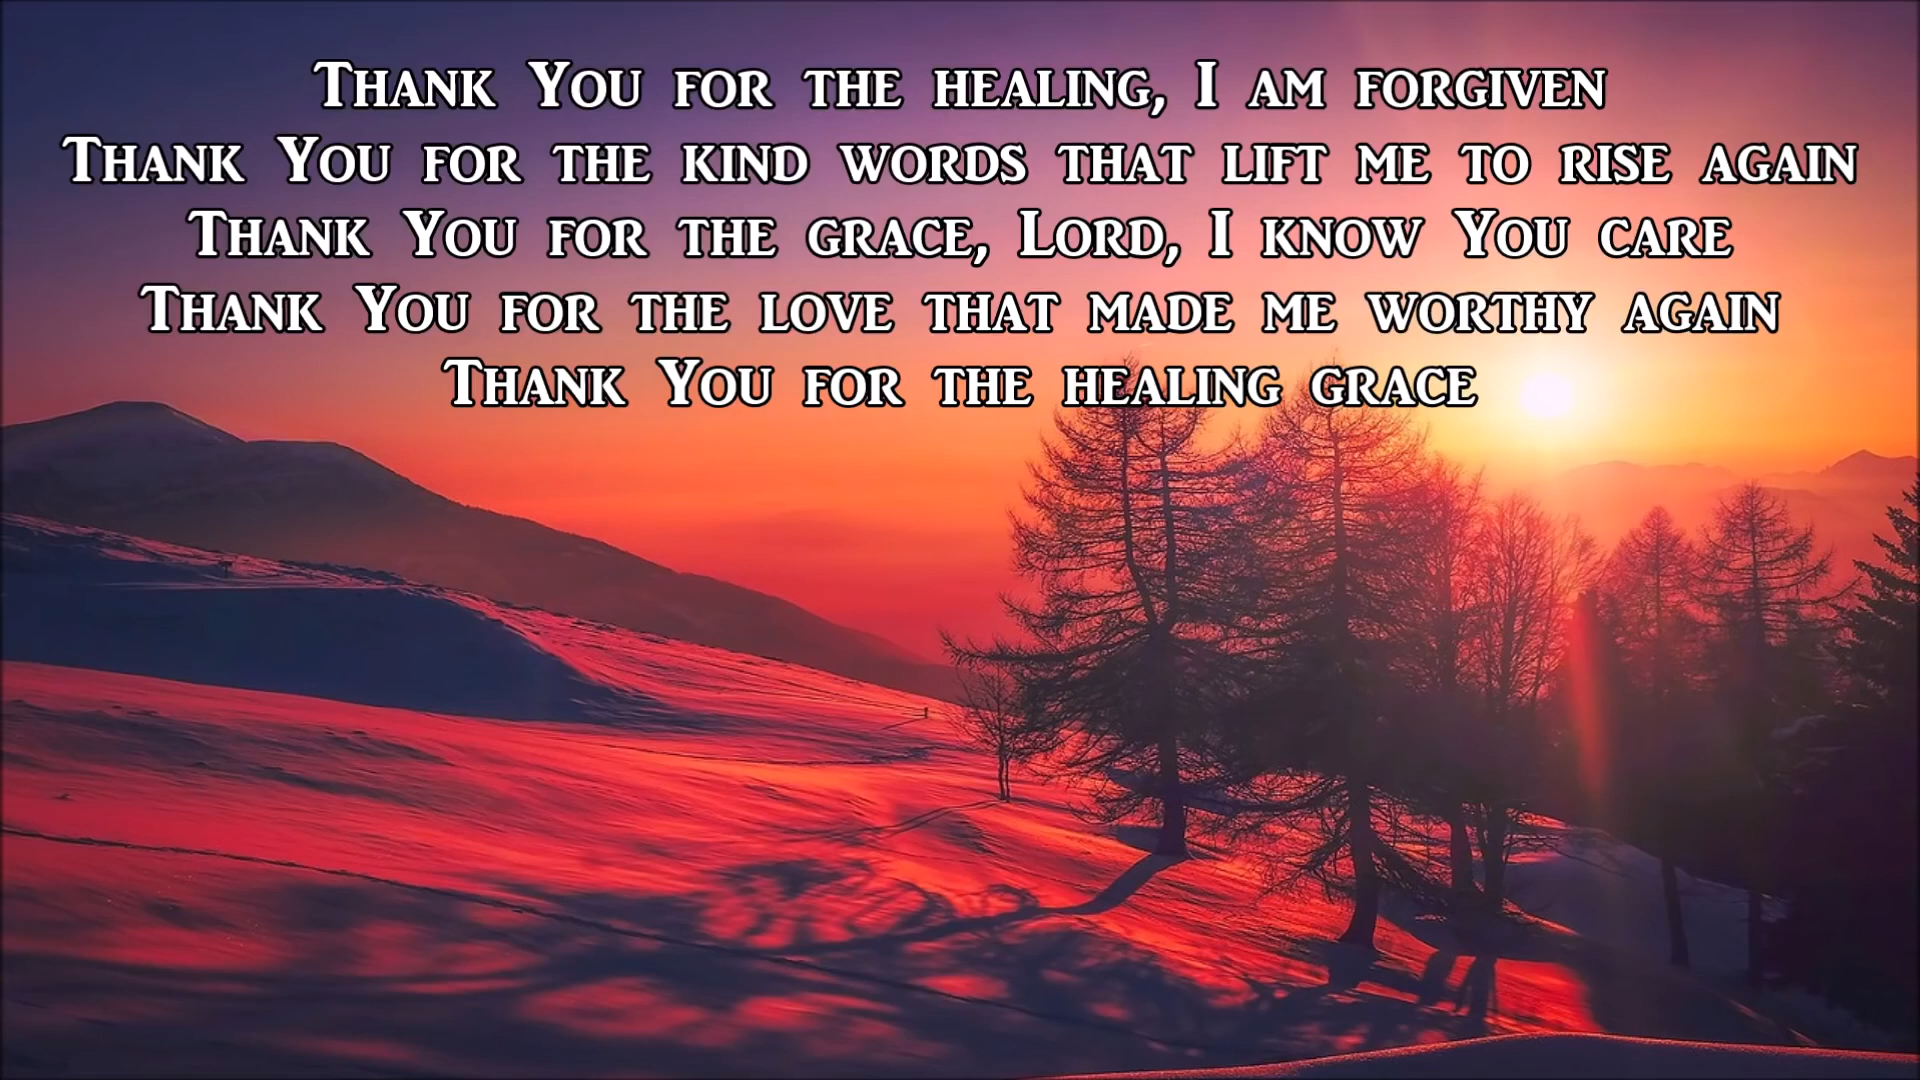 Thank You for the healing, I am forgiven
Thank You for the kind words that lift me to rise again
Thank You for the grace, Lord, I know You care
Thank You for the love that made me worthy again
Thank You for the healing grace